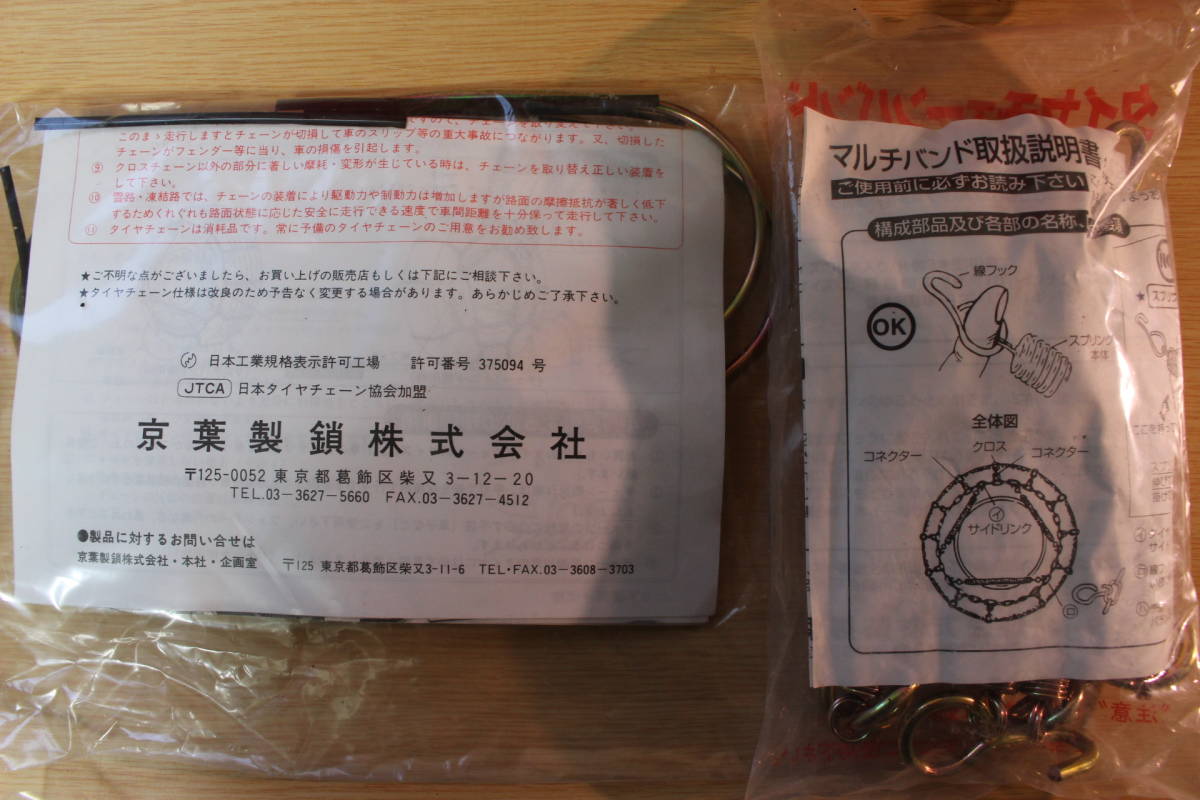 このまゝ走行しますとチェーンが切損して車のスリップ等の重大事故につながります。又、切損した
チェーンがフェンダー等に当り、車の損傷を引起します。
⑨ クロスチェーン以外の部分に著しい摩耗・変形が生じている時は、チェーンを取り替え正しい装着を
して下さい。
⑩ 雪路・凍結路では、チェーンの装着により駆動力や制動力は増加しますが路面の摩擦抵抗が著しく低下
するためくれぐれも路面状態に応じた安全に走行できる速度で車間距離を十分保って走行して下さい。
⑪ タイヤチェーンは消耗品です。常に予備のタイヤチェーンのご用意をお勧め致します。
★ご不明な点がございましたら、お買い上げの販売店もしくは下記にご相談下さい。
★タイヤチェーン仕様は改良のため予告なく変更する場合があります。あらかじめご了承下さい。
日本工業規格表示許可工場 許可番号 375094 号
JTCA 日本タイヤチェーン協会加盟
京葉製鎖株式会社
〒125-0052 東京都葛飾区柴又 3-12-20
TEL.03-3627-5660 FAX.03-3627-4512
●製品に対するお問い合せは
京葉製鎖株式会社・本社・企画室 〒125 東京都葛飾区柴又3-11-6 TEL・FAX.03-3608-3703
マルチバンド取扱説明書
ご使用前に必ずお読み下さい
構成部品及び各部の名称、
線フック
OK
スプリング
本体
全体図
クロス
コネクター コネクター
㋑
サイドリンク
㋺
"注意"